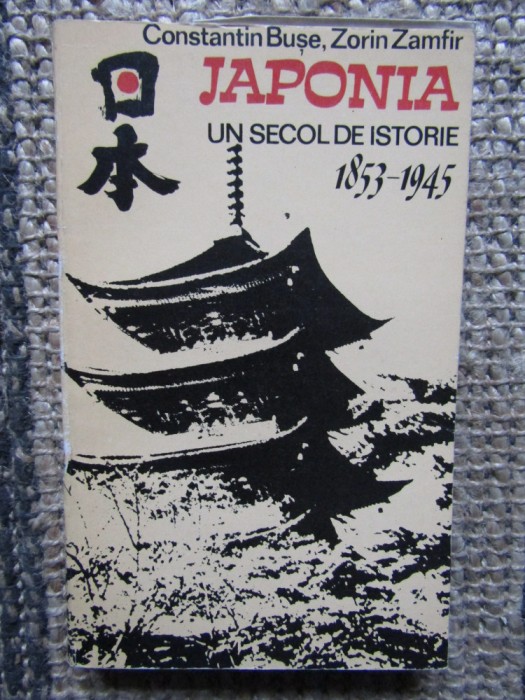 Constantin Bușe, Zorin Zamfir
JAPONIA
UN SECOL DE ISTORIE
1853-1945
日本